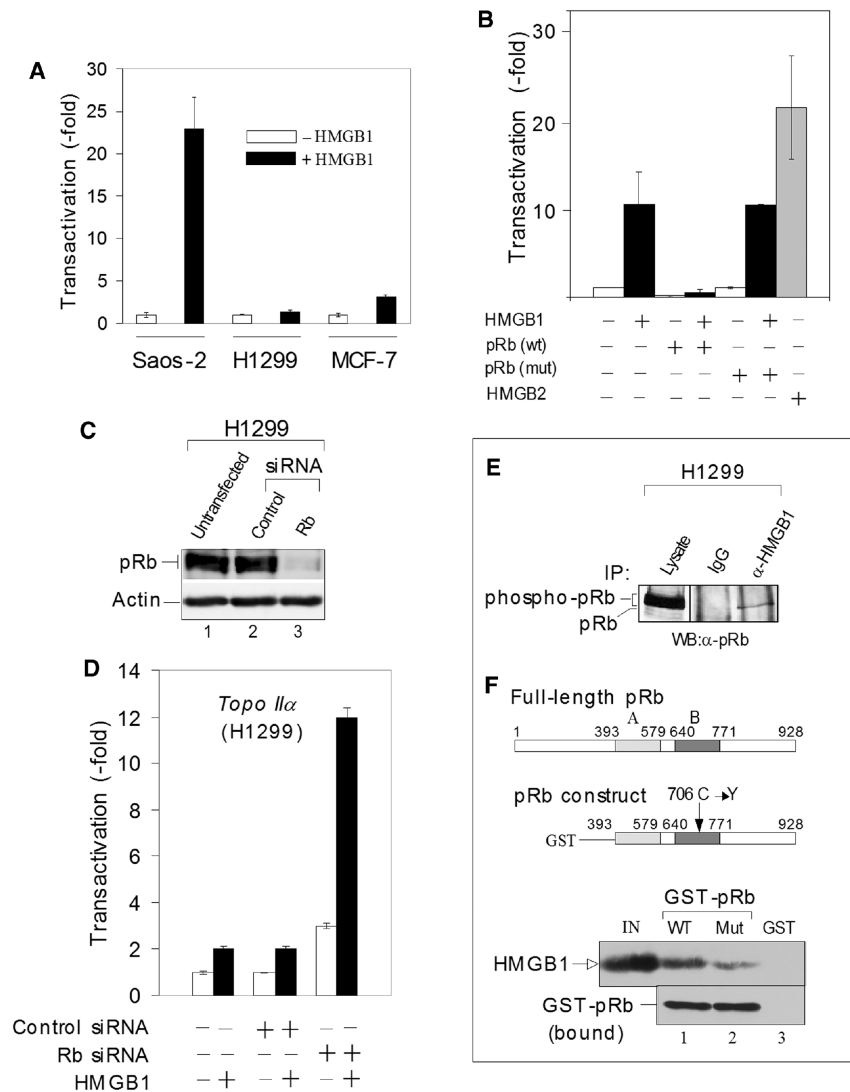 A
Transactivation (-fold)
30
25
20
15
10
5
0
– HMGB1
+ HMGB1
Saos-2 H1299 MCF-7
B
Transactivation (-fold)
30
20
10
HMGB1 – + – + – + –
pRb (wt) – – + + – – –
pRb (mut) – – – – + + –
HMGB2 – – – – – – +
C
H1299
siRNA
Untransfected Control Rb
pRb
Actin
1 2 3
D
Transactivation (-fold)
14
12
10
8
6
4
2
0
Topo IIα
(H1299)
Control siRNA – – + + – –
Rb siRNA – – – – + +
HMGB1 – + – + – +
E
H1299
IP: Lysate IgG α-HMGB1
phospho-pRb
pRb
WB:α-pRb
F
Full-length pRb
A B
1 393 579 640 771 928
pRb construct 706 C Y
393 579 640 771 928
GST
GST-pRb
IN WT Mut GST
HMGB1
GST-pRb
(bound)
1 2 3